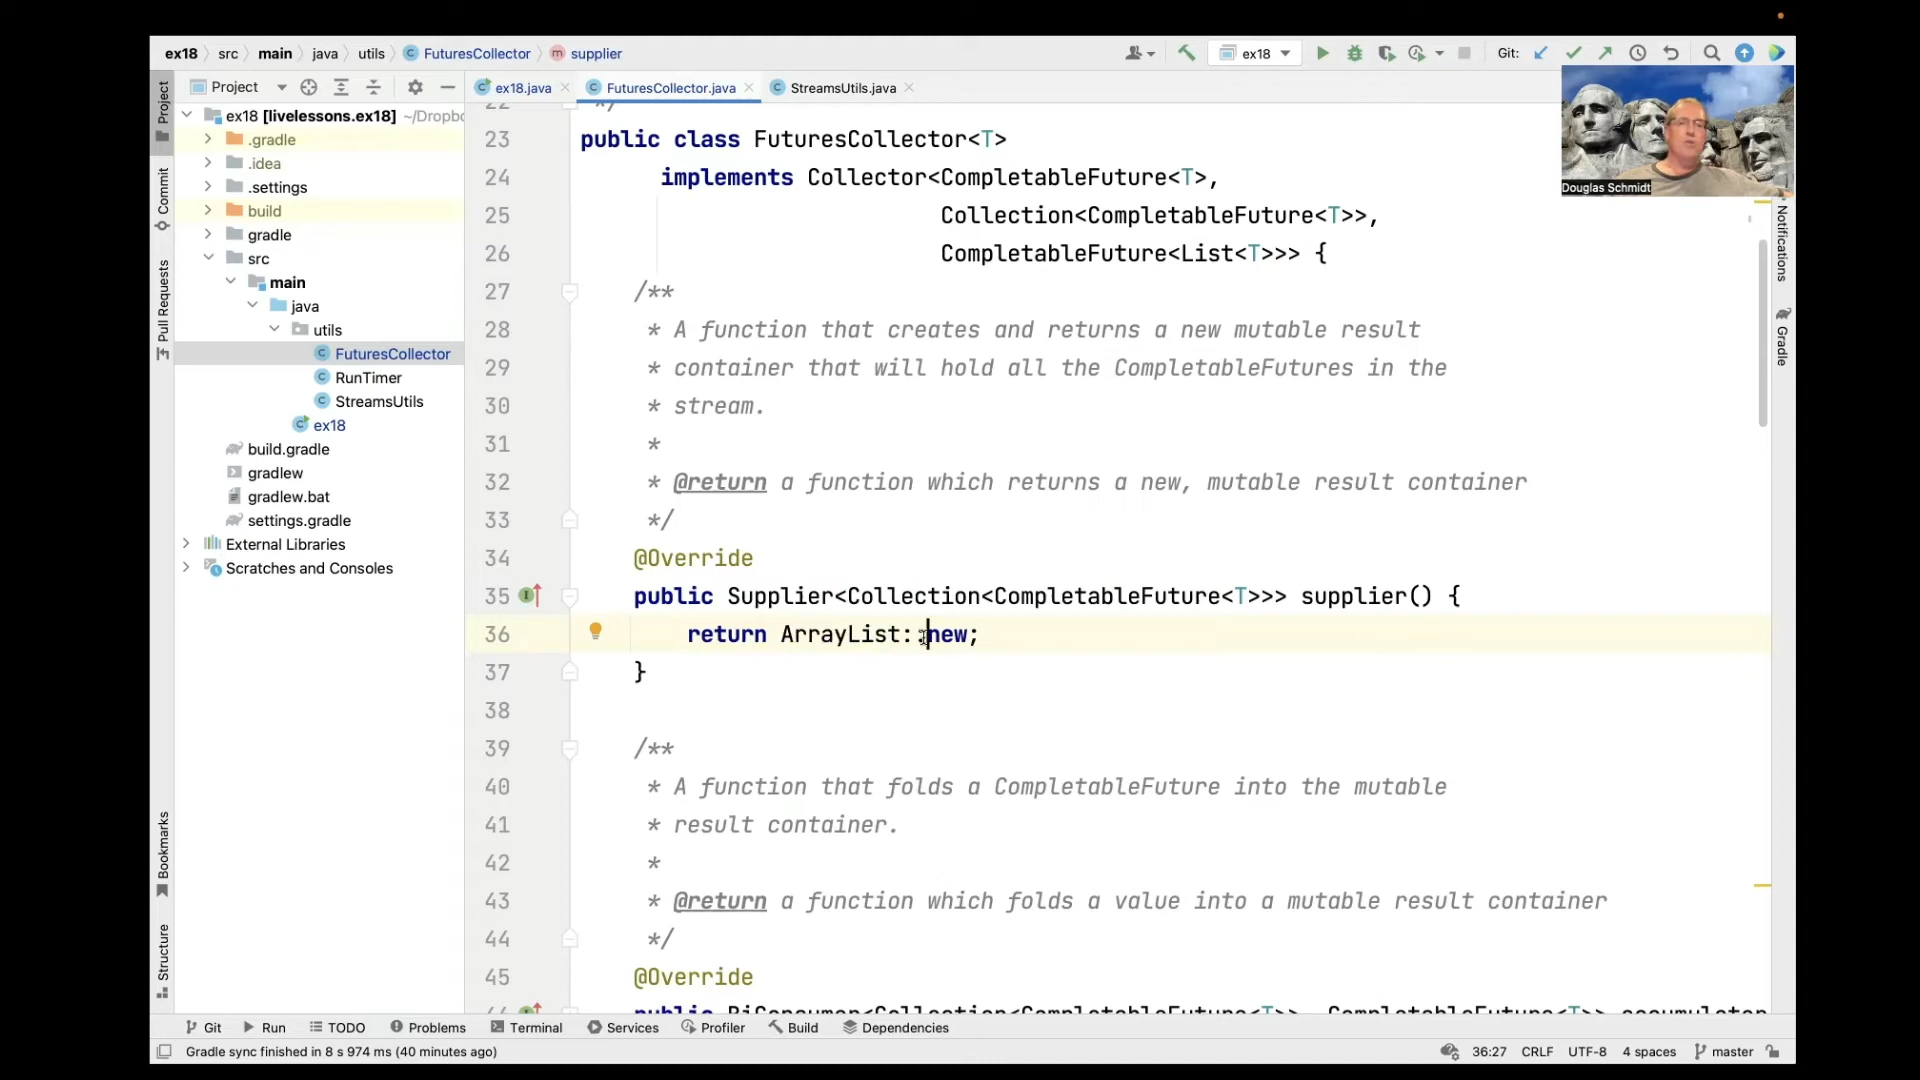 ex18 src main java utils FuturesCollector supplier
ex18 Git:
Project
ex18.java FuturesCollector.java StreamsUtils.java
Project
Commit
Pull Requests
Bookmarks
Structure
ex18 [livelessons.ex18] ~/Dropbo
.gradle
.idea
.settings
build
gradle
src
main
java
utils
FuturesCollector
RunTimer
StreamsUtils
ex18
build.gradle
gradlew
gradlew.bat
settings.gradle
External Libraries
Scratches and Consoles
22 */
23 public class FuturesCollector<T>
24 implements Collector<CompletableFuture<T>,
25 Collection<CompletableFuture<T>>,
26 CompletableFuture<List<T>>> {
27 /**
28 * A function that creates and returns a new mutable result
29 * container that will hold all the CompletableFutures in the
30 * stream.
31 *
32 * @return a function which returns a new, mutable result container
33 */
34 @Override
35 public Supplier<Collection<CompletableFuture<T>>> supplier() {
36 return ArrayList::new;
37 }
38
39 /**
40 * A function that folds a CompletableFuture into the mutable
41 * result container.
42 *
43 * @return a function which folds a value into a mutable result container
44 */
45 @Override
public BiConsumer<Collection<CompletableFuture<T>>, CompletableFuture<T>> accumulator
Douglas Schmidt
Notifications
Gradle
Git Run TODO Problems Terminal Services Profiler Build Dependencies
Gradle sync finished in 8 s 974 ms (40 minutes ago)
36:27 CRLF UTF-8 4 spaces master